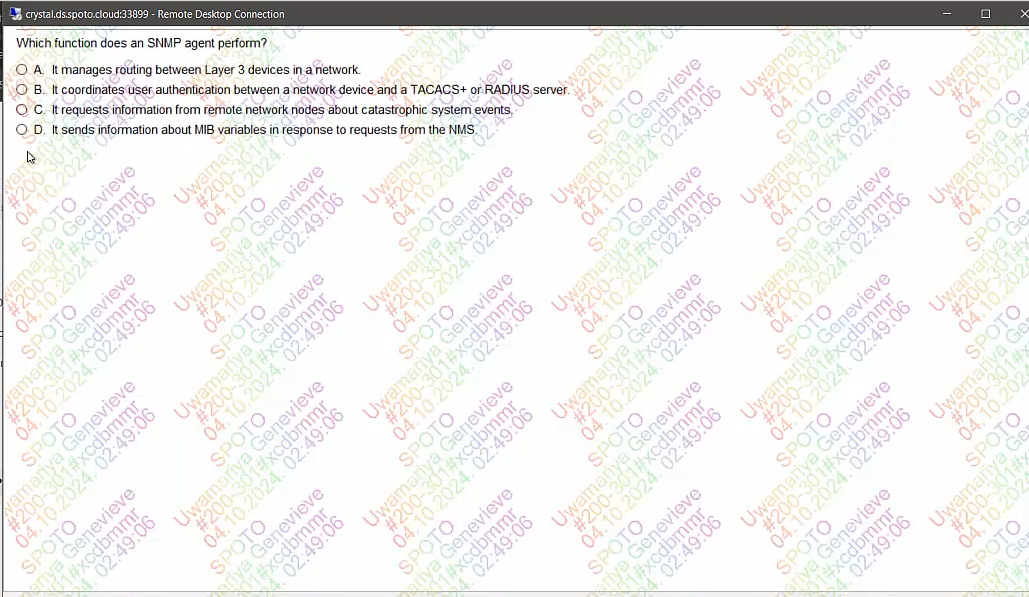 crystal.ds.spoto.cloud:33899 - Remote Desktop Connection
Which function does an SNMP agent perform?
A. It manages routing between Layer 3 devices in a network.
B. It coordinates user authentication between a network device and a TACACS+ or RADIUS server.
C. It requests information from remote network nodes about catastrophic system events.
D. It sends information about MIB variables in response to requests from the NMS.
Uwamariya Genevieve
#200-301#xcdbmmr
04.10.2024. 02:49:06
SPOTO